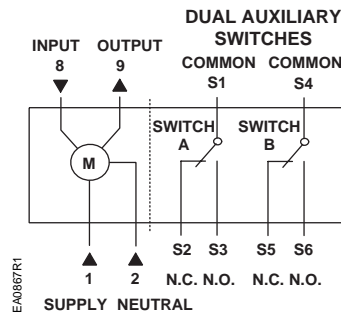 DUAL AUXILIARY
SWITCHES
INPUT OUTPUT
8 9
COMMON COMMON
S1 S4
SWITCH
A
SWITCH
B
M
S2 S3 S5 S6
1 2
N.C. N.O. N.C. N.O.
SUPPLY NEUTRAL
EA0867R1